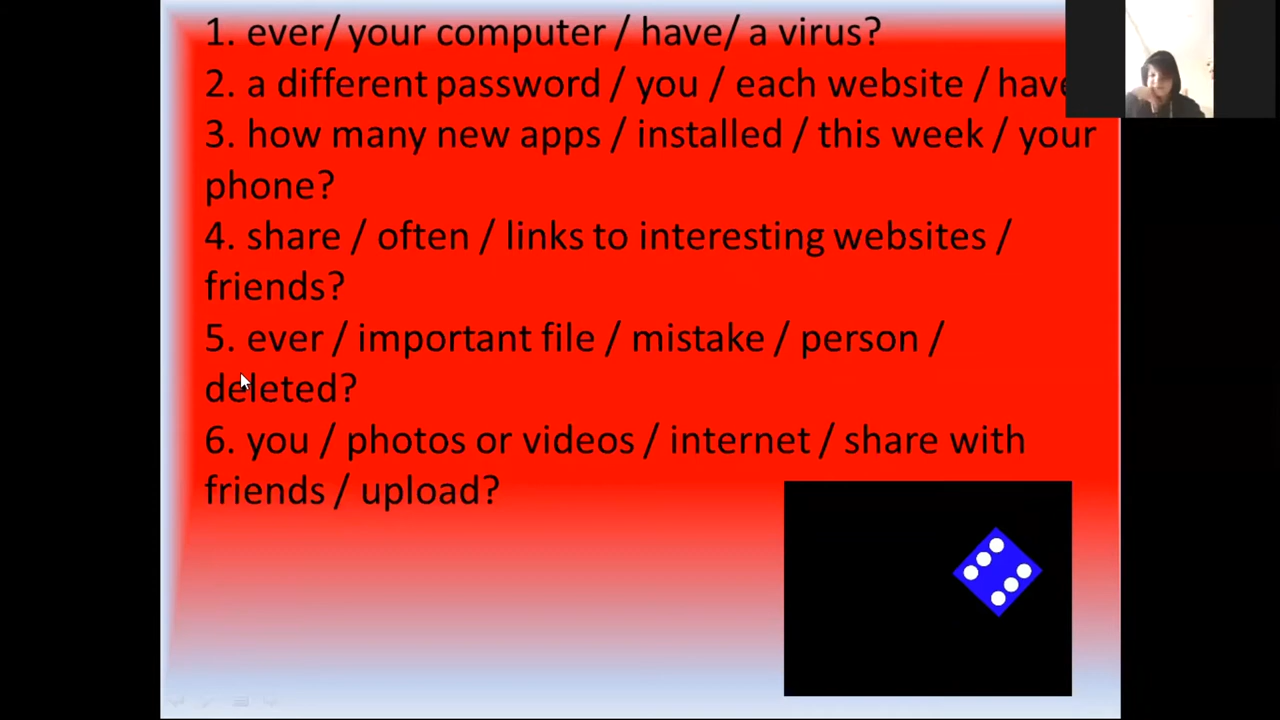 1. ever/ your computer / have/ a virus?
2. a different password / you / each website / have
3. how many new apps / installed / this week / your
phone?
4. share / often / links to interesting websites /
friends?
5. ever / important file / mistake / person /
deleted?
6. you / photos or videos / internet / share with
friends / upload?